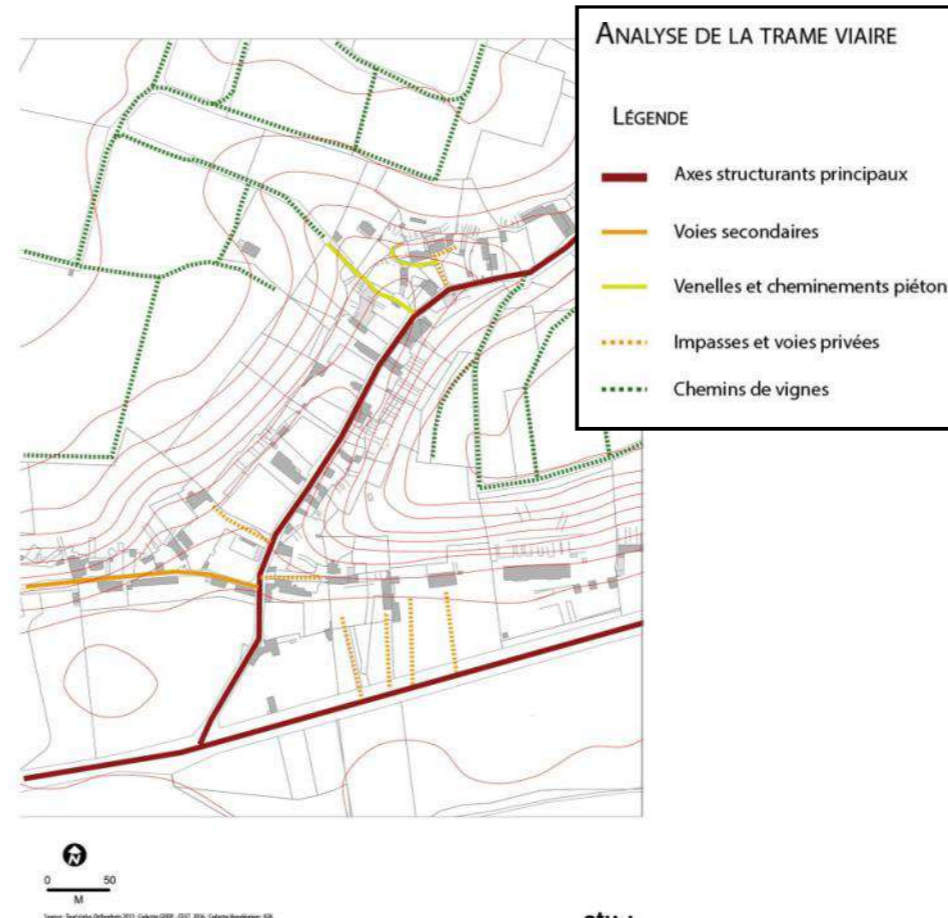 ANALYSE DE LA TRAME VIAIRE
LÉGENDE
Axes structurants principaux
Voies secondaires
Venelles et cheminements piéton
Impasses et voies privées
Chemins de vignes
N
0 50
M